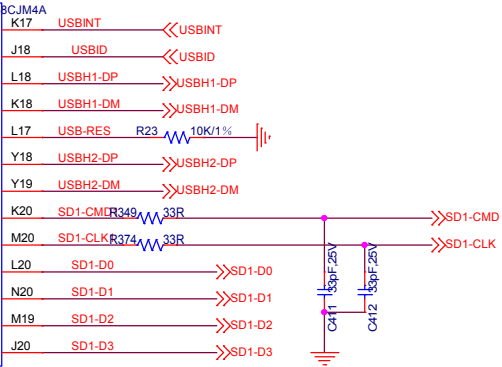 8CJM4A
K17 USBINT USBINT
J18 USBID USBID
L18 USBH1-DP USBH1-DP
K18 USBH1-DM USBH1-DM
L17 USB-RES R23 10K/1%
Y18 USBH2-DP USBH2-DP
Y19 USBH2-DM USBH2-DM
K20 SD1-CMD1 R349 33R SD1-CMD
M20 SD1-CLK1 R374 33R SD1-CLK
L20 SD1-D0 SD1-D0
N20 SD1-D1 SD1-D1
M19 SD1-D2 SD1-D2
J20 SD1-D3 SD1-D3
C411 33pF,25V
C412 33pF,25V